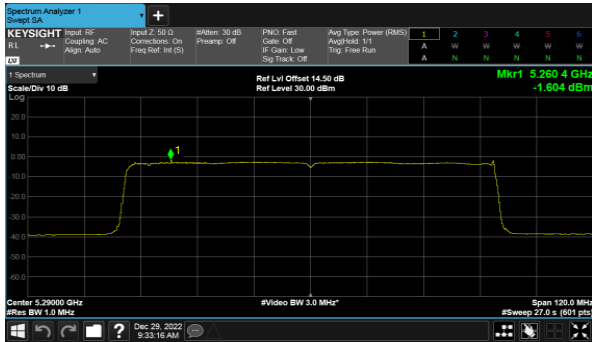 Spectrum Analyzer 1
Swept SA
+
KEYSIGHT Input: RF Input Z: 50 Ω #Atten: 30 dB PNO: Fast Avg Type: Power (RMS) 1 2 3 4 5 6
RL Coupling: AC Corrections: On Preamp: Off Gate: Off Avg|Hold: 1/1 A W W W W W
Align: Auto Freq Ref: Int (S) IF Gain: Low Trig: Free Run
Sig Track: Off A N N N N N
LXI
1 Spectrum Ref Lvl Offset 14.50 dB Mkr1 5.260 4 GHz
Scale/Div 10 dB Ref Level 30.00 dBm -1.604 dBm
Log
20.0
10.0
1
0.00
-10.0
-20.0
-30.0
-40.0
-50.0
-60.0
Center 5.29000 GHz #Video BW 3.0 MHz* Span 120.0 MHz
#Res BW 1.0 MHz #Sweep 27.0 s (601 pts)
? Dec 29, 2022
9:33:16 AM